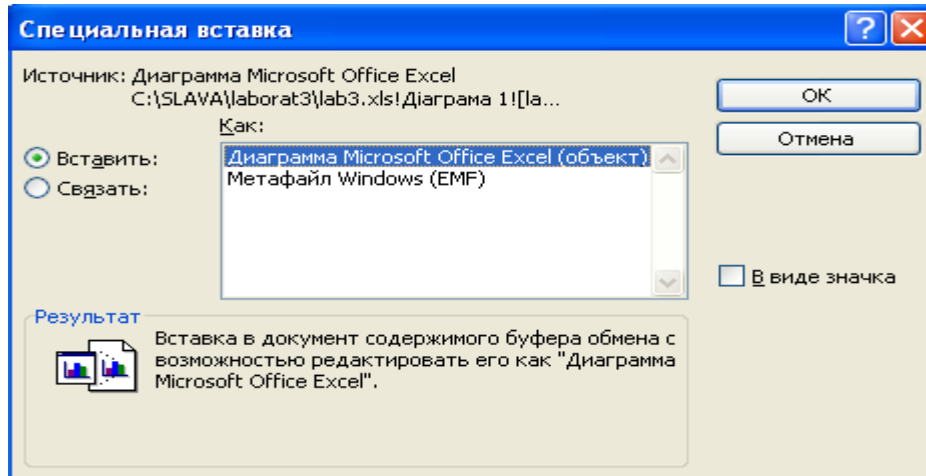 Специальная вставка
Источник: Диаграмма Microsoft Office Excel
C:\SLAVA\laborat3\lab3.xls!Діаграма 1![la...
Как:
Вставить:
Связать:
Диаграмма Microsoft Office Excel (объект)
Метафайл Windows (EMF)
ОК
Отмена
В виде значка
Результат
Вставка в документ содержимого буфера обмена с
возможностью редактировать его как "Диаграмма
Microsoft Office Excel".